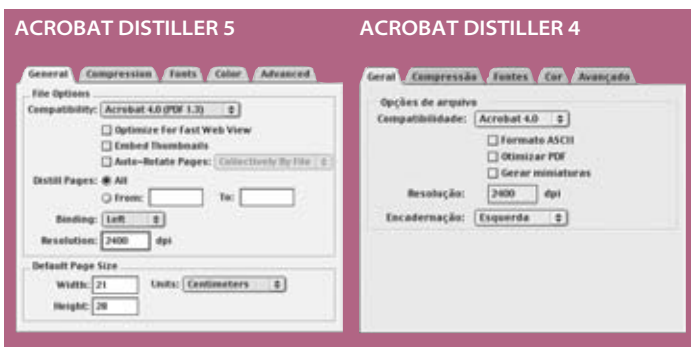 ACROBAT DISTILLER 5
General Compression Fonts Color Advanced
File Options
Compatibility: Acrobat 4.0 (PDF 1.3)
Optimize For Fast Web View
Embed Thumbnails
Auto-Rotate Pages: Collectively By File
Distill Pages: All
From: To:
Binding: Left
Resolution: 2400 dpi
Default Page Size
Width: 21 Units: Centimeters
Height: 28
ACROBAT DISTILLER 4
Geral Compressão Fontes Cor Avançado
Opções de arquivo
Compatibilidade: Acrobat 4.0
Formato ASCII
Otimizar PDF
Gerar miniaturas
Resolução: 2400 dpi
Encadernação: Esquerda